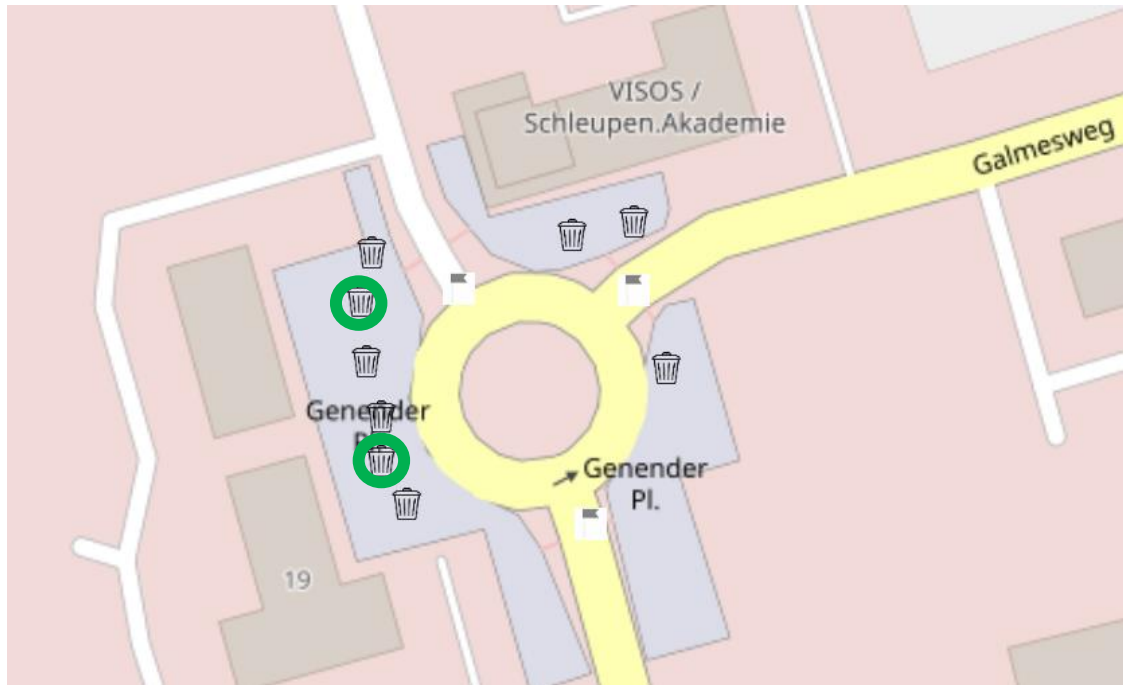 VISOS /
Schleupen.Akademie
Galmesweg
Genender
Genender
Pl.
19